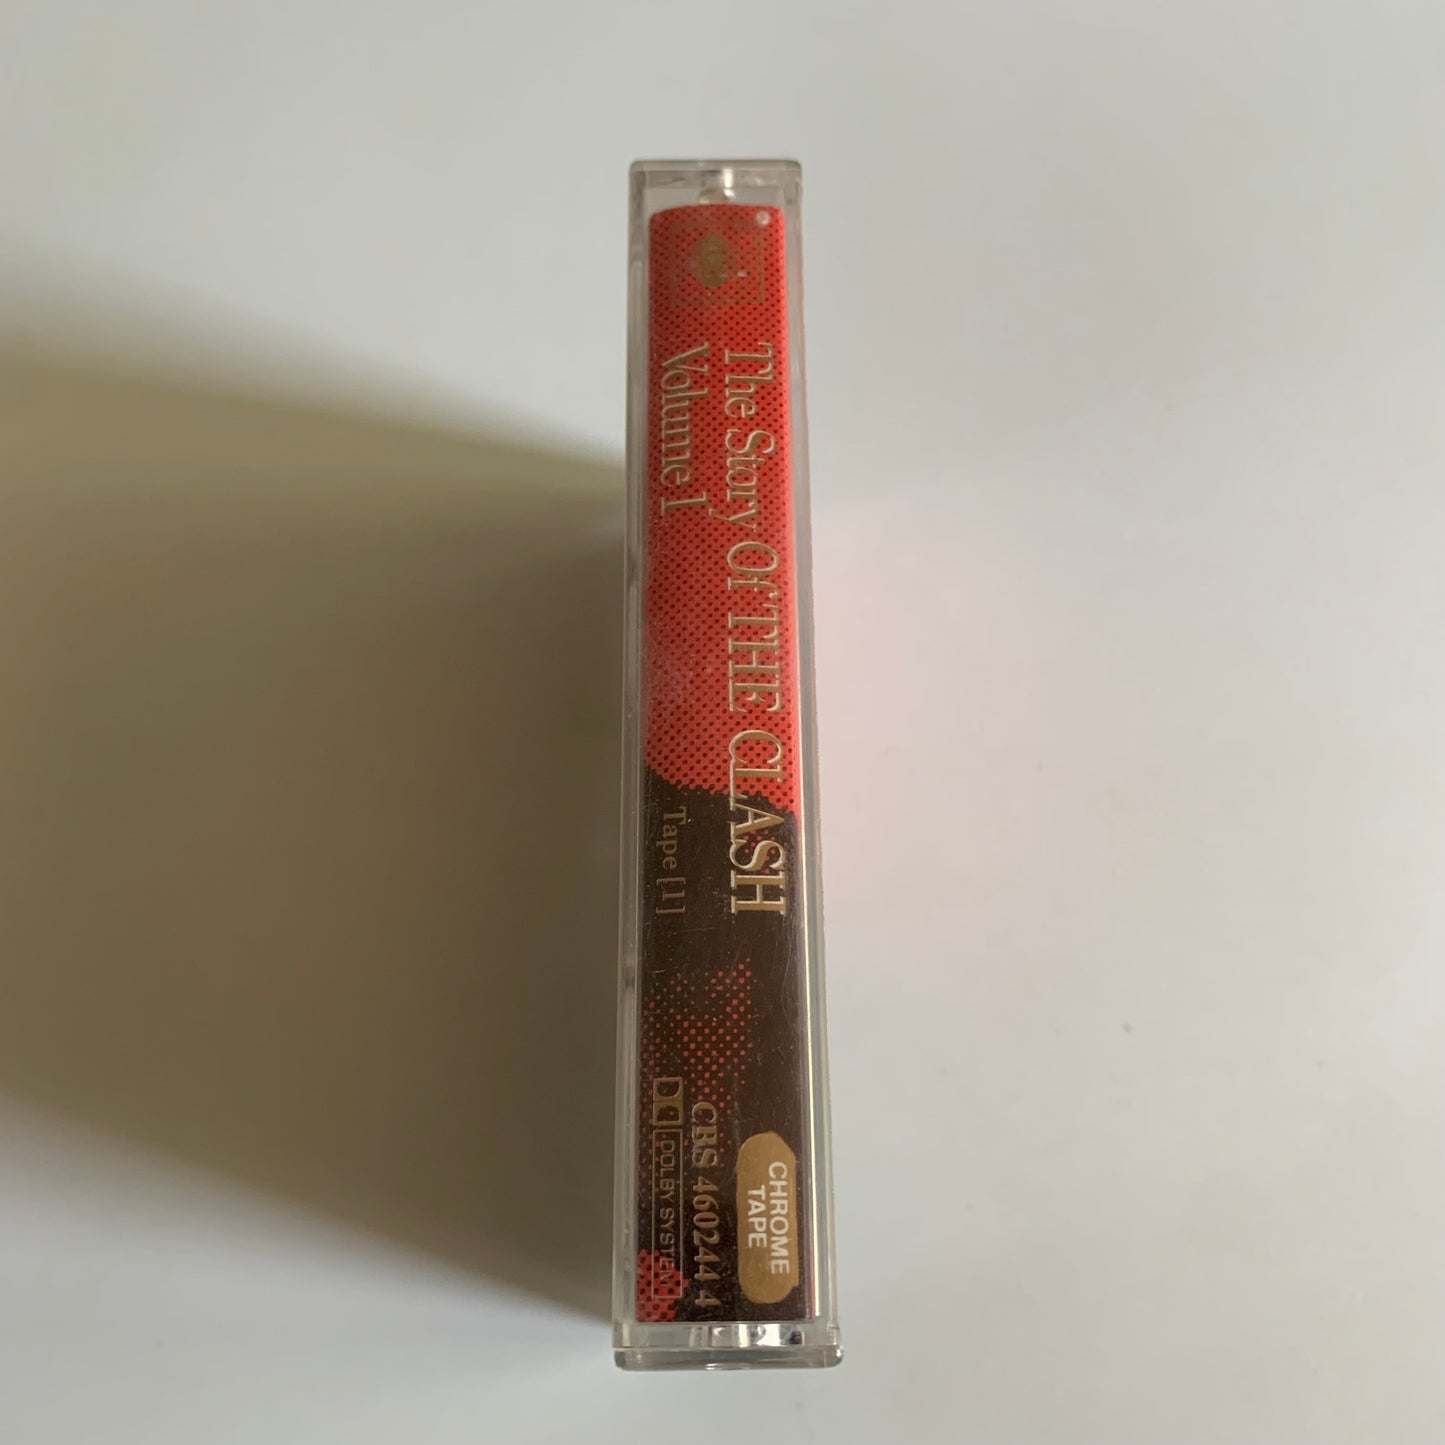 ®
The Story Of THE CLASH
Volume 1
Tape [1]
CHROME
TAPE
CBS 460244 4
DOLBY SYSTEM